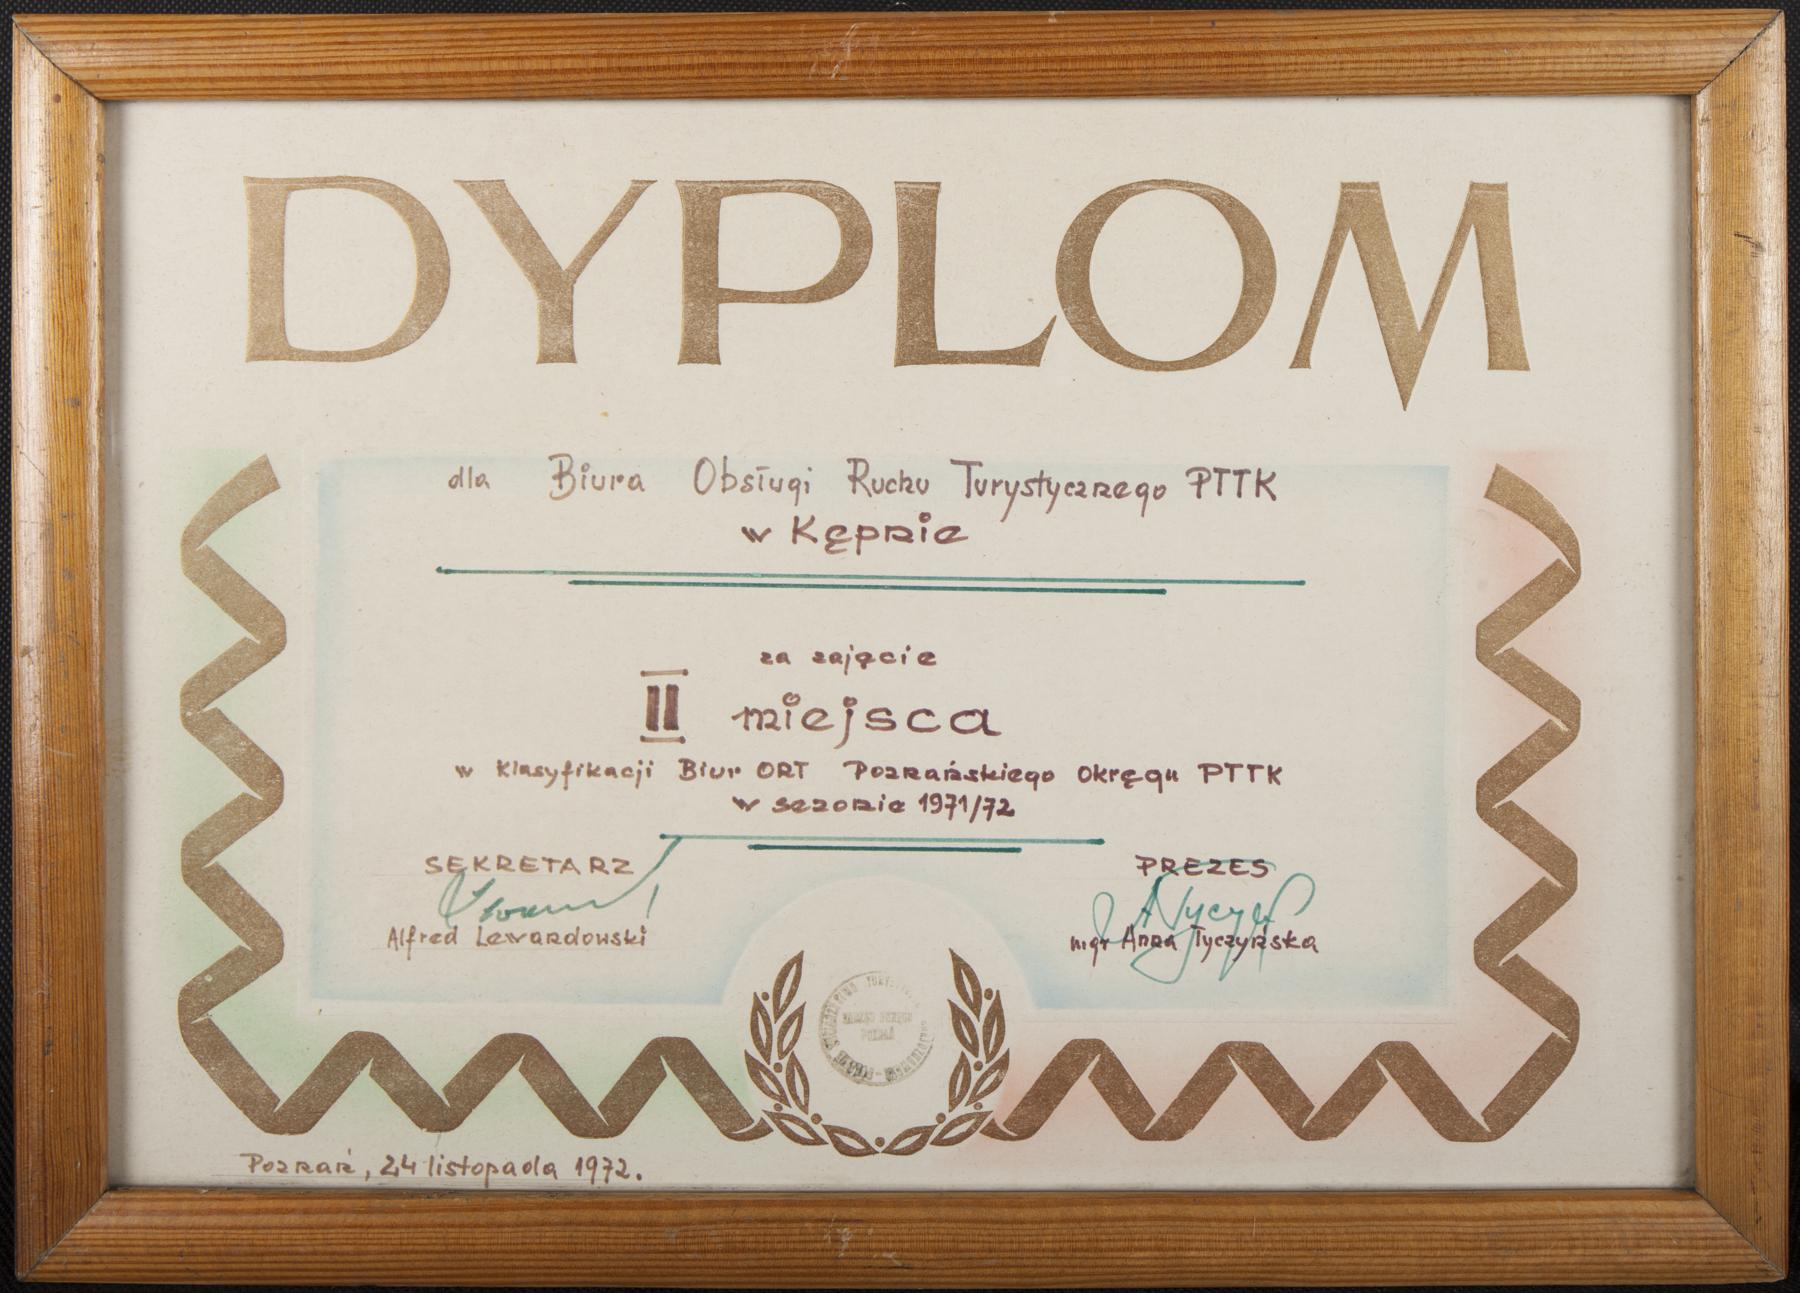 DYPLOM
dla Biura Obsługi Ruchu Turystycznego PTTK
w Kępnie
za zajęcie
II miejsca
w klasyfikacji Biur ORT Poznańskiego Okręgu PTTK
w sezonie 1971/72
SEKRETARZ
Alfred Lewandowski
PREZES
mgr Anna Tyczyńska
Poznań, 24 listopada 1972.